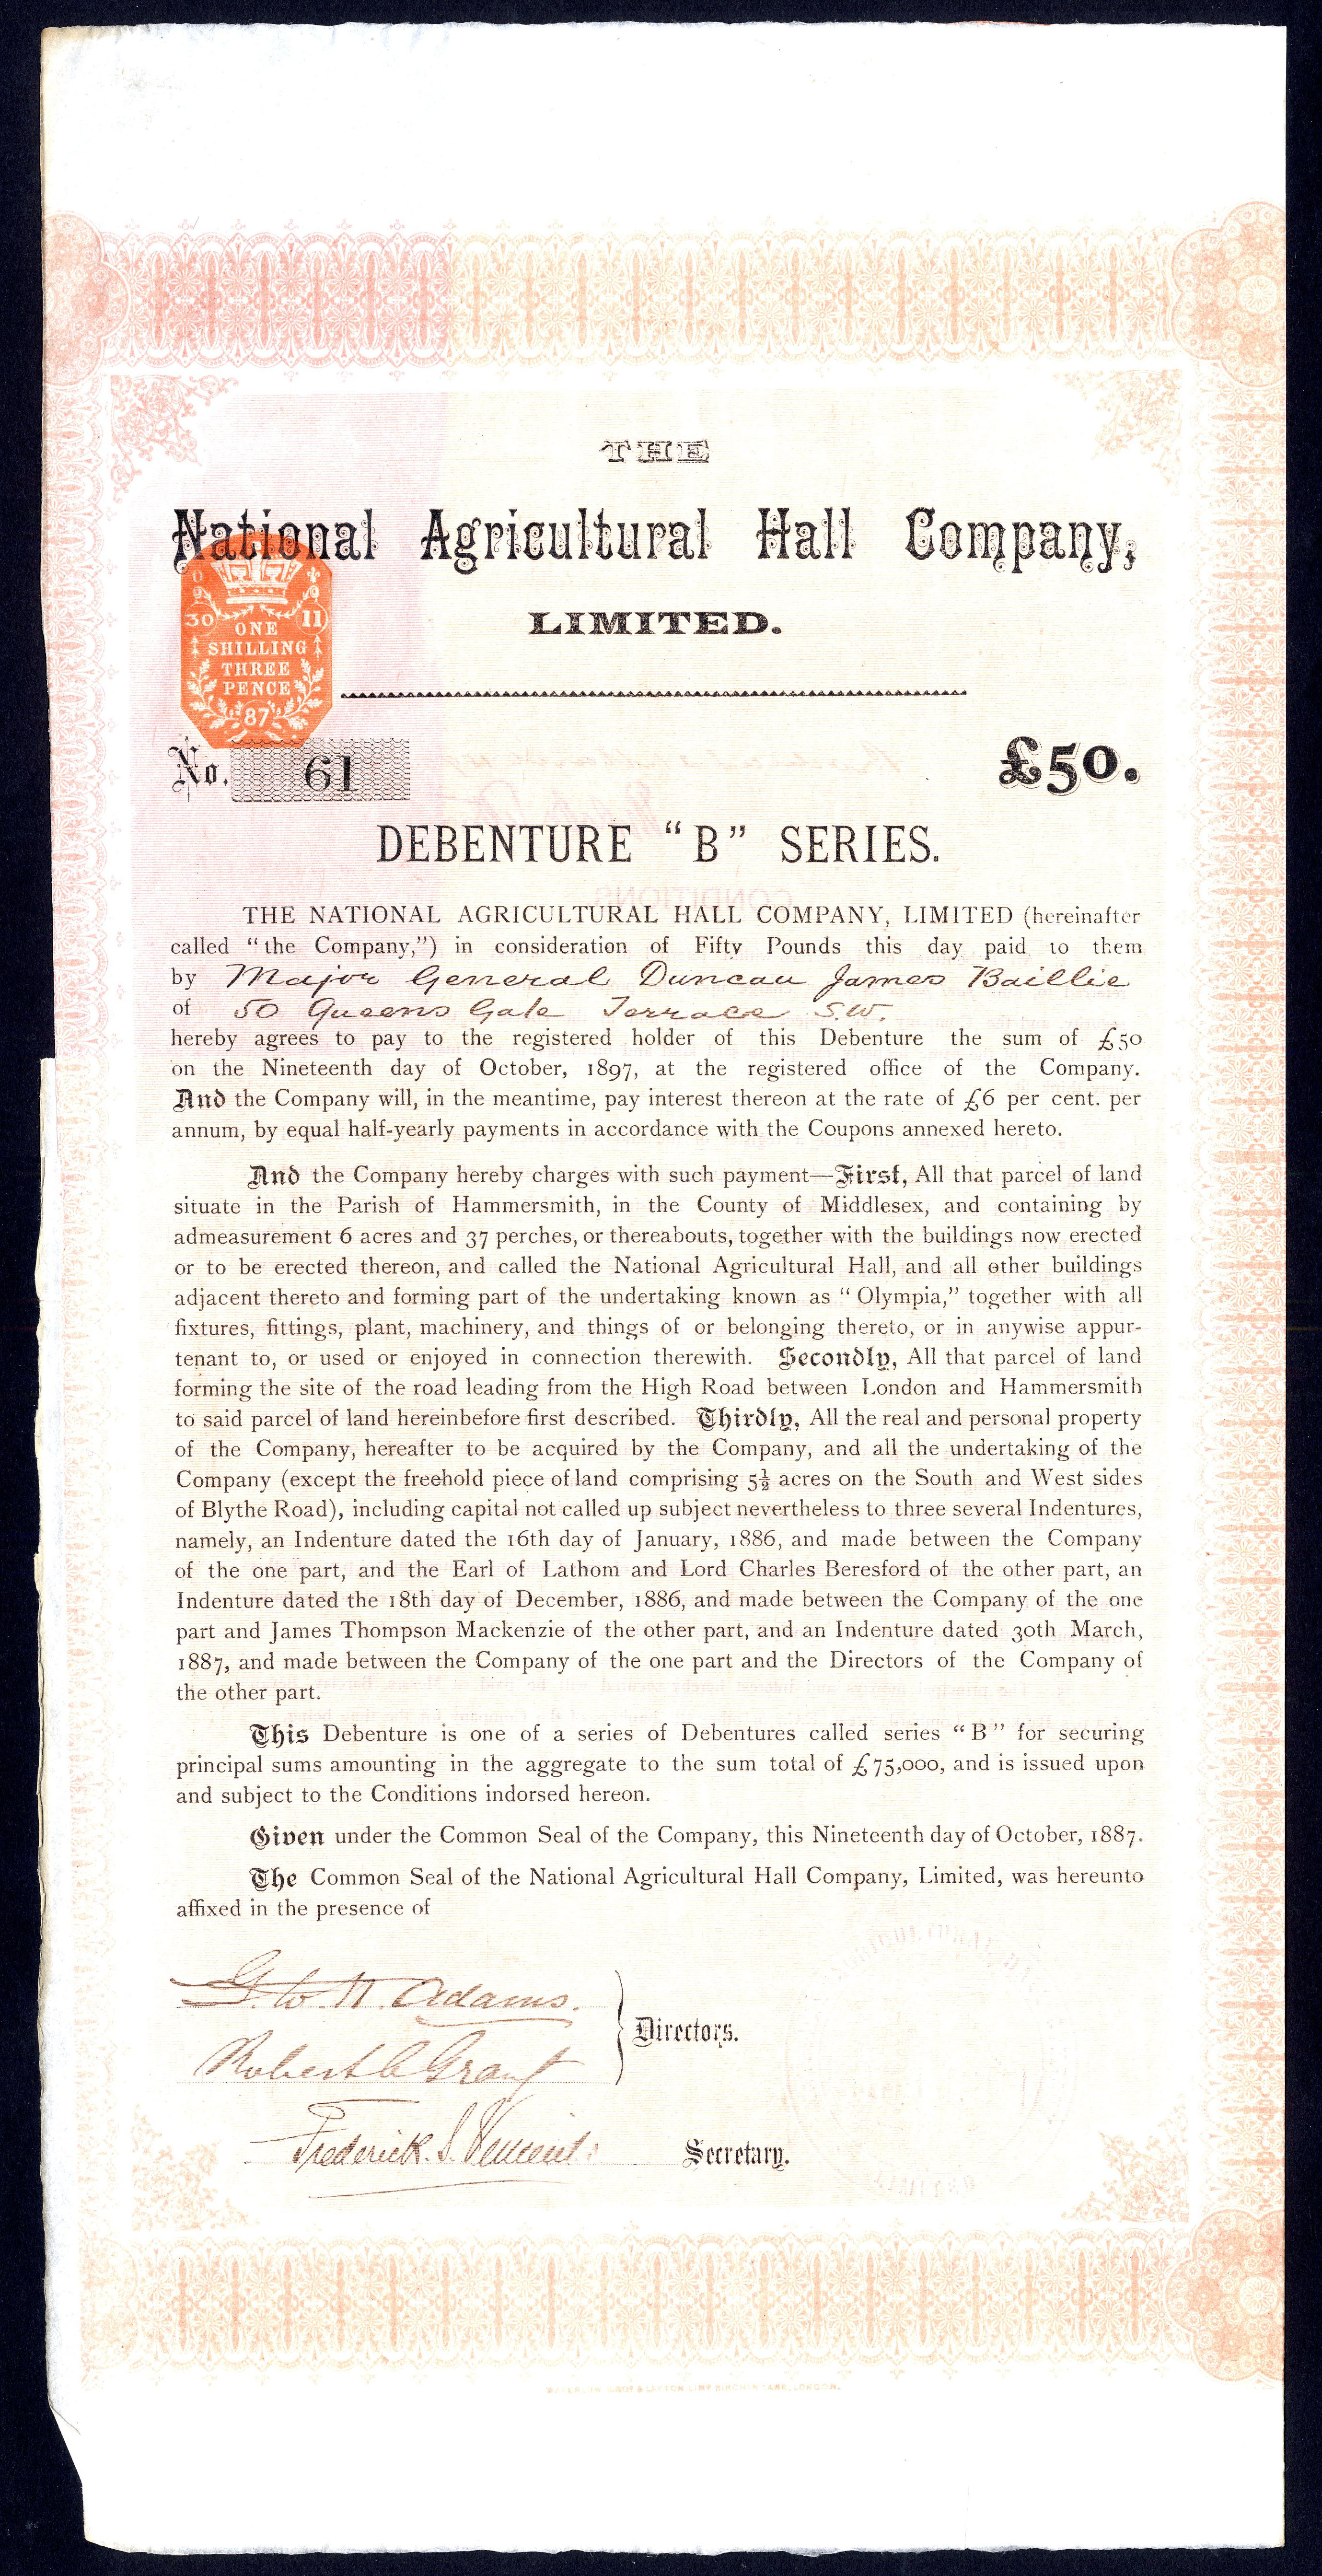 THE
National Agricultural Hall Company,
LIMITED.
30 11
ONE
SHILLING
THREE
PENCE
87
No. 61 £50.
DEBENTURE "B" SERIES.
THE NATIONAL AGRICULTURAL HALL COMPANY, LIMITED (hereinafter
called "the Company,") in consideration of Fifty Pounds this day paid to them
by Major General Duncan James Baillie
of 50 Queens Gate Terrace S.W.
hereby agrees to pay to the registered holder of this Debenture the sum of £50
on the Nineteenth day of October, 1897, at the registered office of the Company.
And the Company will, in the meantime, pay interest thereon at the rate of £6 per cent. per
annum, by equal half-yearly payments in accordance with the Coupons annexed hereto.
And the Company hereby charges with such payment—First, All that parcel of land
situate in the Parish of Hammersmith, in the County of Middlesex, and containing by
admeasurement 6 acres and 37 perches, or thereabouts, together with the buildings now erected
or to be erected thereon, and called the National Agricultural Hall, and all other buildings
adjacent thereto and forming part of the undertaking known as "Olympia," together with all
fixtures, fittings, plant, machinery, and things of or belonging thereto, or in anywise appur-
tenant to, or used or enjoyed in connection therewith. Secondly, All that parcel of land
forming the site of the road leading from the High Road between London and Hammersmith
to said parcel of land hereinbefore first described. Thirdly, All the real and personal property
of the Company, hereafter to be acquired by the Company, and all the undertaking of the
Company (except the freehold piece of land comprising 5½ acres on the South and West sides
of Blythe Road), including capital not called up subject nevertheless to three several Indentures,
namely, an Indenture dated the 16th day of January, 1886, and made between the Company
of the one part, and the Earl of Lathom and Lord Charles Beresford of the other part, an
Indenture dated the 18th day of December, 1886, and made between the Company of the one
part and James Thompson Mackenzie of the other part, and an Indenture dated 30th March,
1887, and made between the Company of the one part and the Directors of the Company of
the other part.
This Debenture is one of a series of Debentures called series "B" for securing
principal sums amounting in the aggregate to the sum total of £75,000, and is issued upon
and subject to the Conditions indorsed hereon.
Given under the Common Seal of the Company, this Nineteenth day of October, 1887.
The Common Seal of the National Agricultural Hall Company, Limited, was hereunto
affixed in the presence of
G. W. N. Adams.
Directors.
Robert C Grant
Frederick. S. Vincent Secretary.